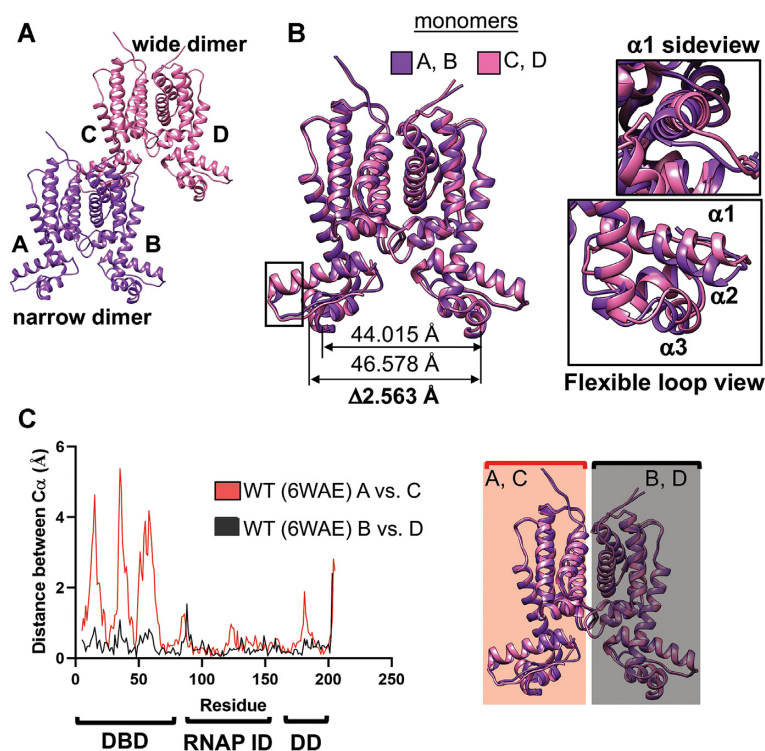 A
wide dimer
C
D
A
B
narrow dimer
B
monomers
A, B
C, D
44.015 Å
46.578 Å
Δ2.563 Å
α1 sideview
α1
α2
α3
Flexible loop view
C
Distance between Cα (Å)
6
4
2
0
0
50
100
150
200
250
Residue
WT (6WAE) A vs. C
WT (6WAE) B vs. D
DBD
RNAP ID
DD
A, C
B, D